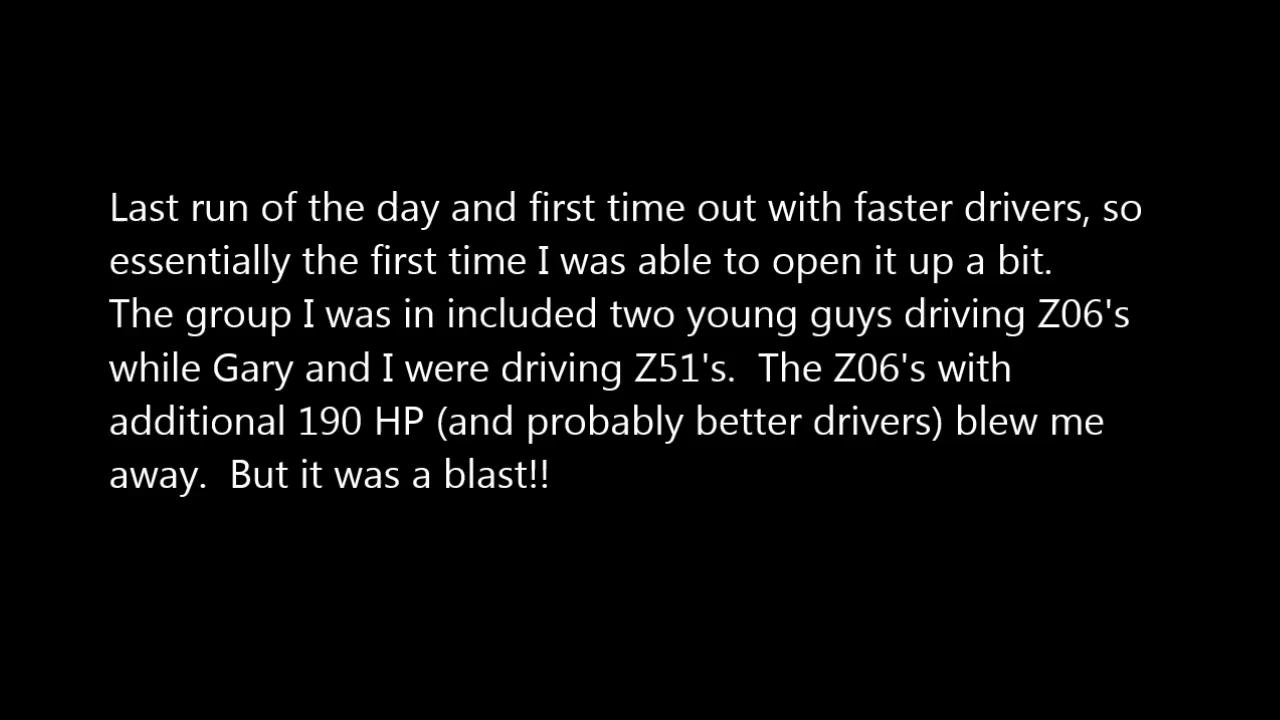 Last run of the day and first time out with faster drivers, so
essentially the first time I was able to open it up a bit.
The group I was in included two young guys driving Z06's
while Gary and I were driving Z51's.  The Z06's with
additional 190 HP (and probably better drivers) blew me
away.  But it was a blast!!